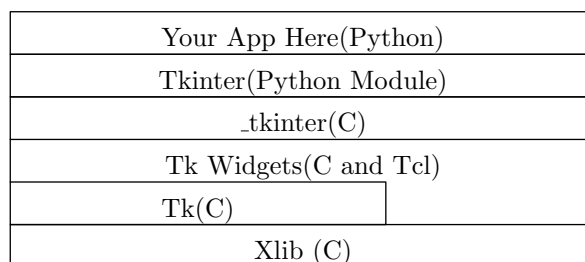 Your App Here(Python)
Tkinter(Python Module)
_tkinter(C)
Tk Widgets(C and Tcl)
Tk(C)
Xlib (C)